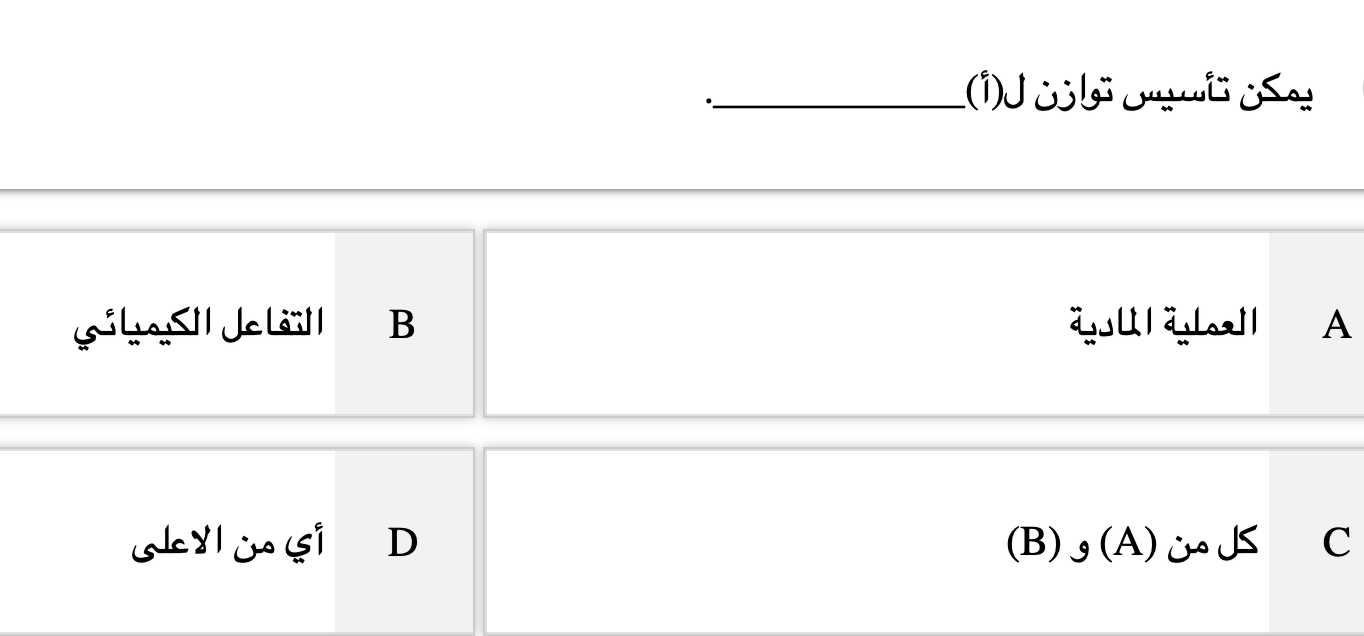 يمكن تأسيس توازن ل(أ)____________.
A العملية المادية
B التفاعل الكيميائي
C كل من (A) و (B)
D أي من الاعلى